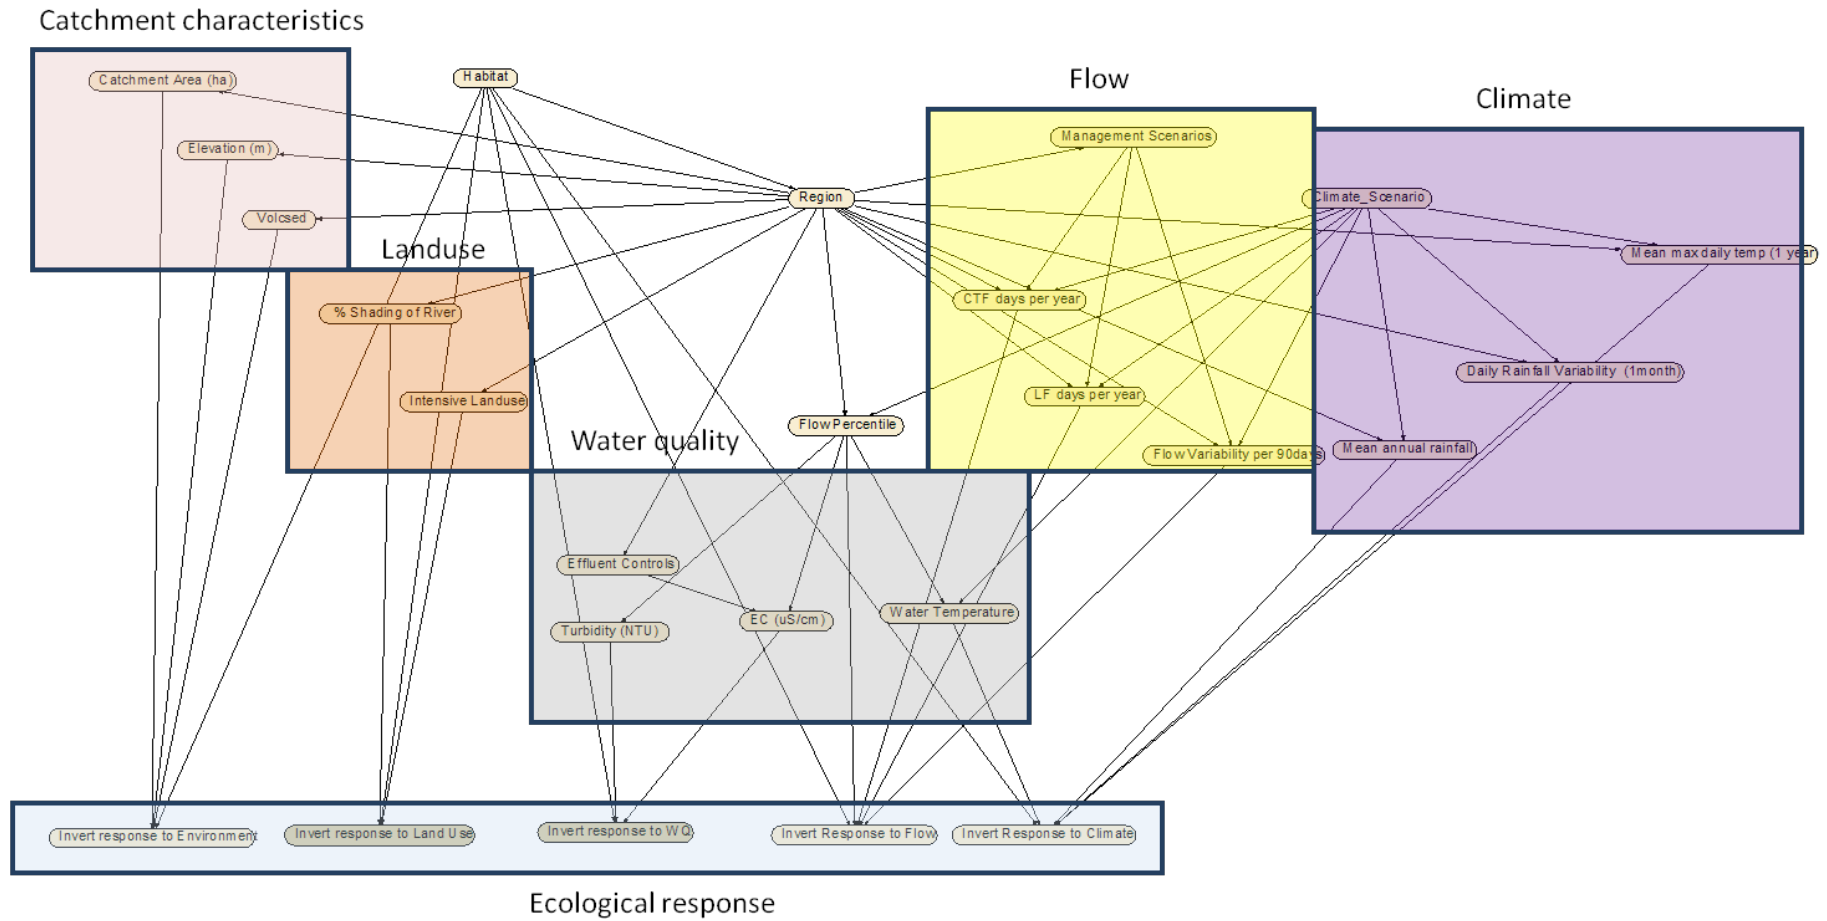 Catchment characteristics
Catchment Area (ha)
Elevation (m)
Volcsed
Habitat
Flow
Climate
Management Scenarios
Region
Climate_Scenario
Mean max daily temp (1 year
Landuse
% Shading of River
Intensive Landuse
CTF days per year
LF days per year
Flow Variability per 90days
Daily Rainfall Variability (1month)
Mean annual rainfall
Flow Percentile
Water quality
Effluent Controls
Turbidity (NTU)
EC (uS/cm)
Water Temperature
Invert response to Environment
Invert response to Land Use
Invert response to WQ
Invert Response to Flow
Invert Response to Climate
Ecological response